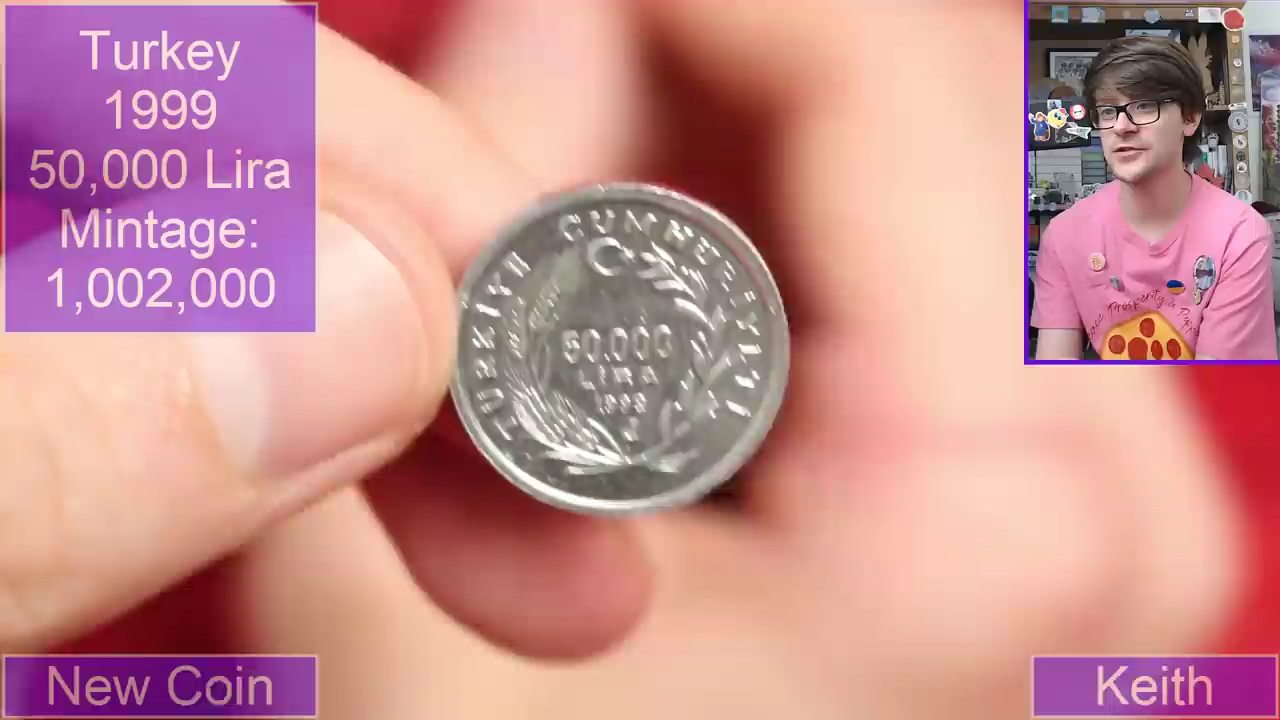 Turkey
1999
50,000 Lira
Mintage:
1,002,000
TÜRKİYE CUMHURİYETİ
50.000
LİRA
New Coin
Keith